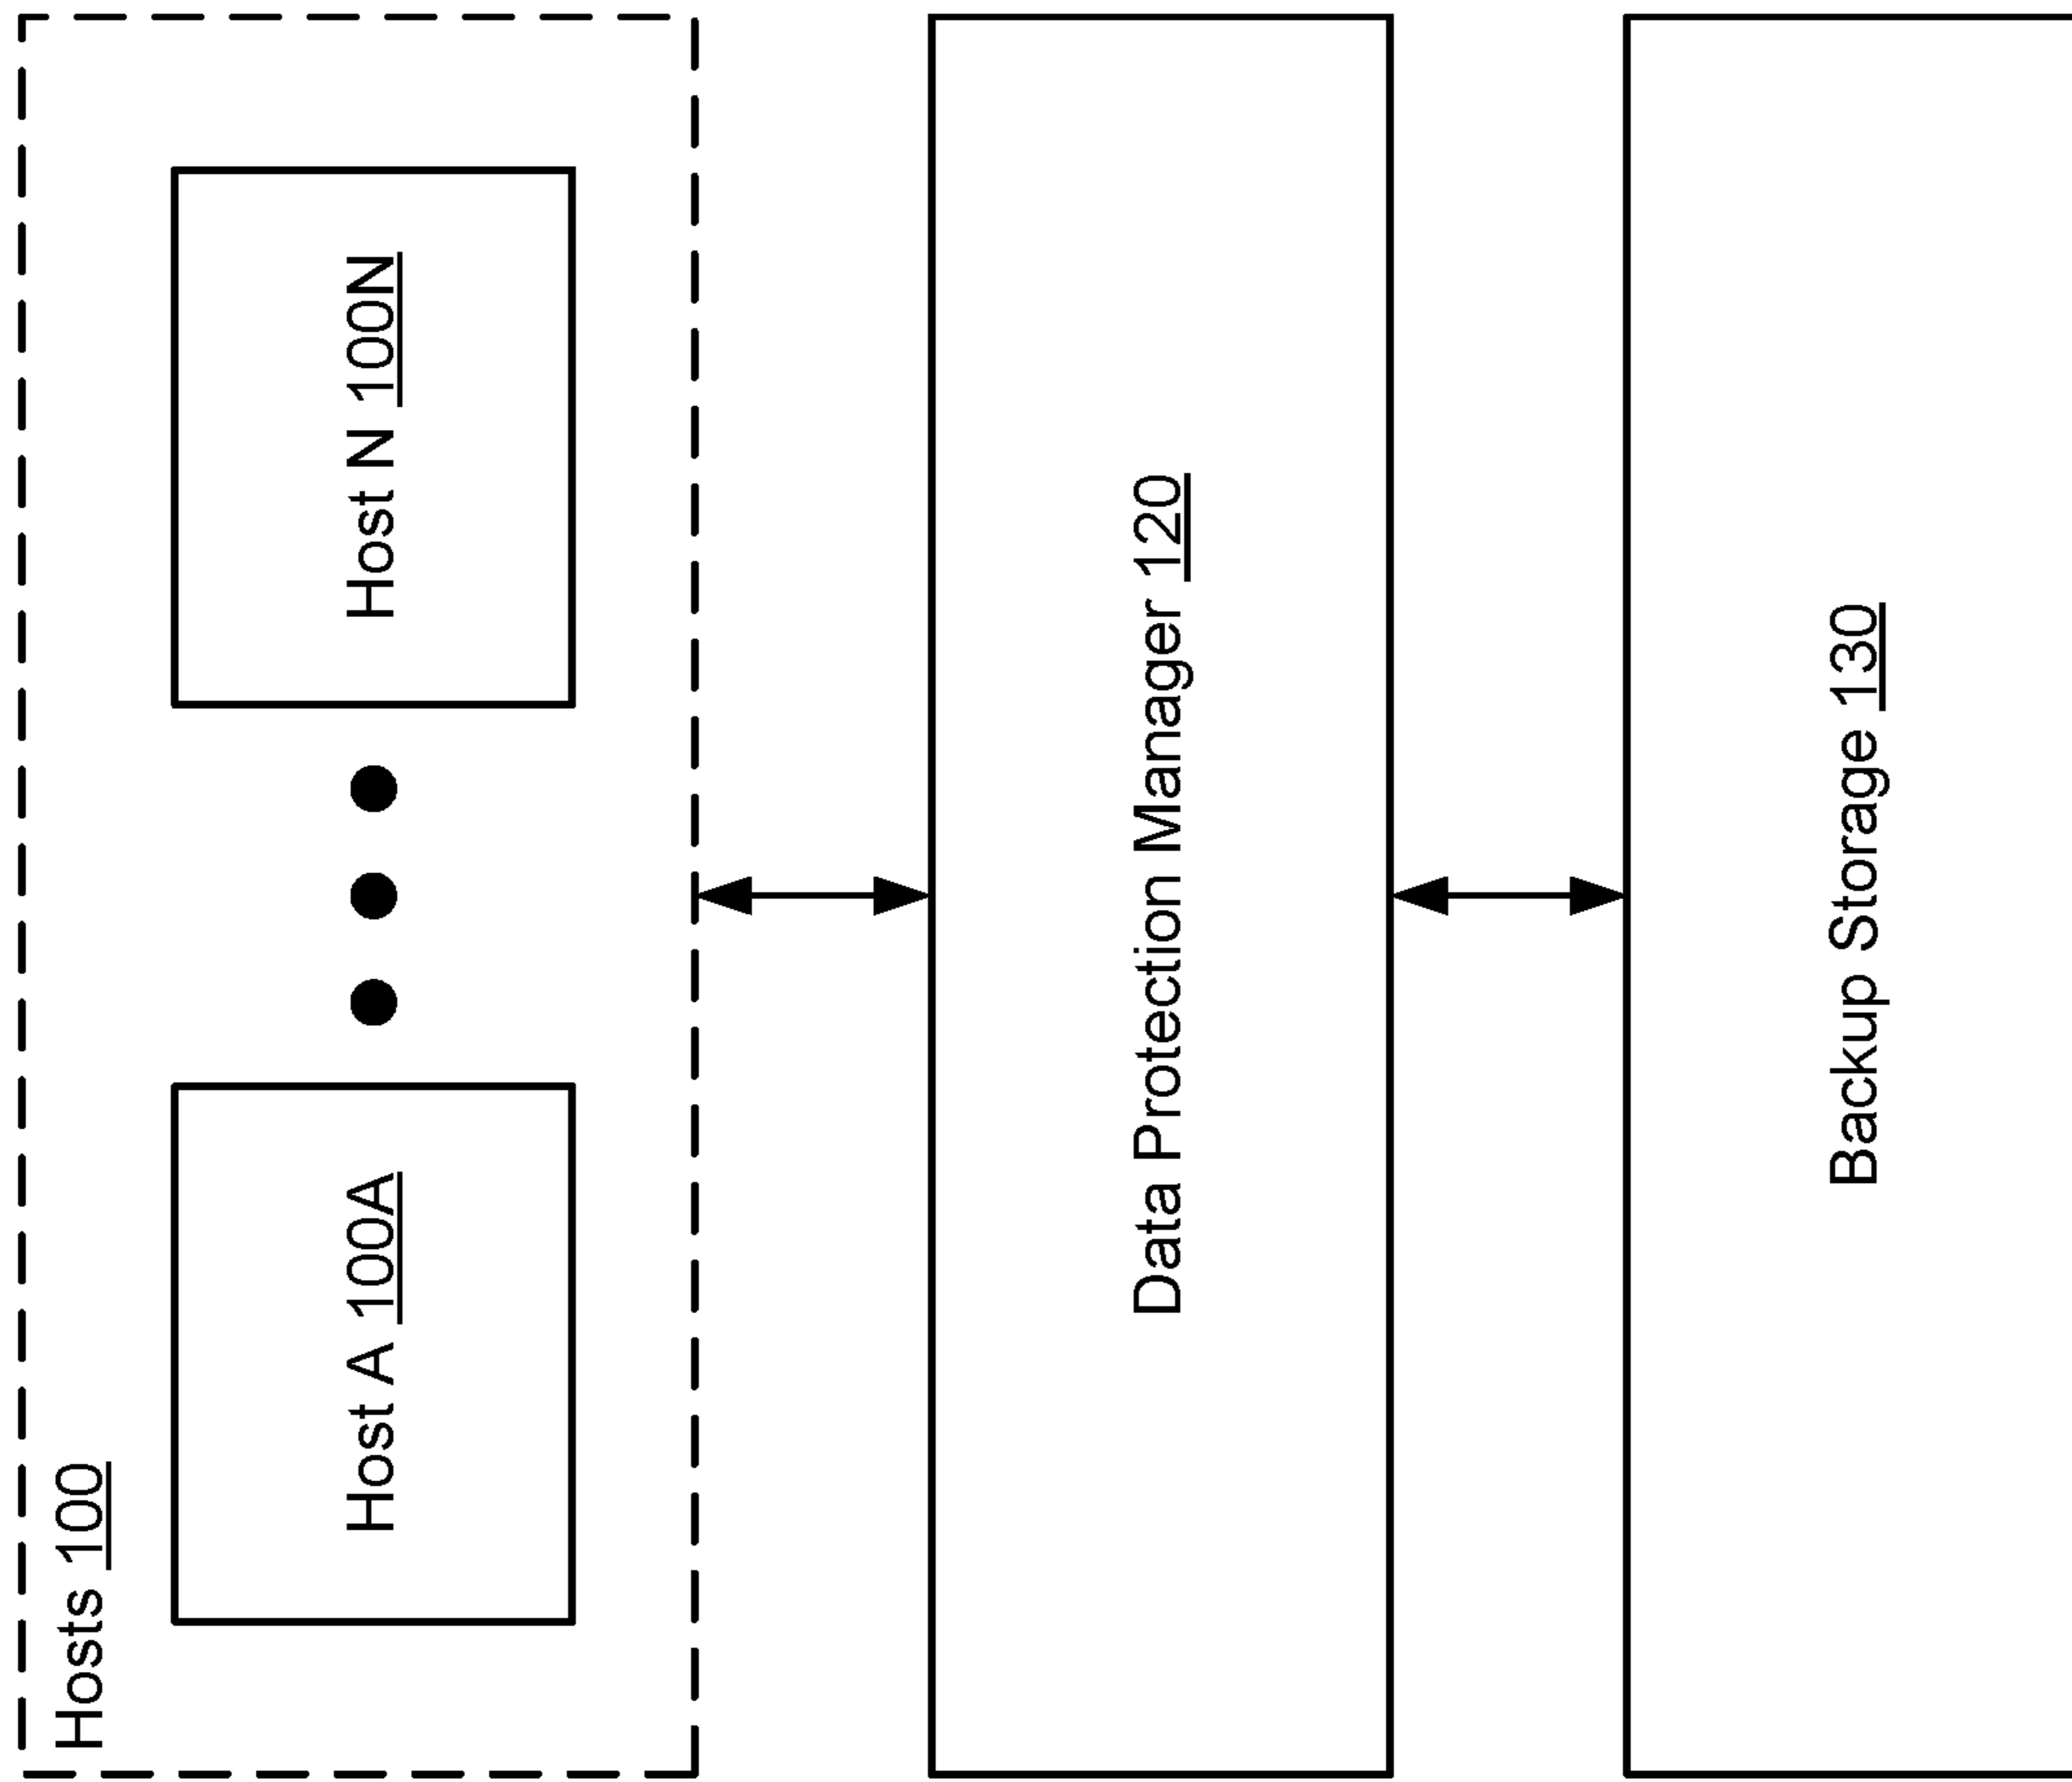 Hosts 100
Host A 100A
Host N 100N
Data Protection Manager 120
Backup Storage 130